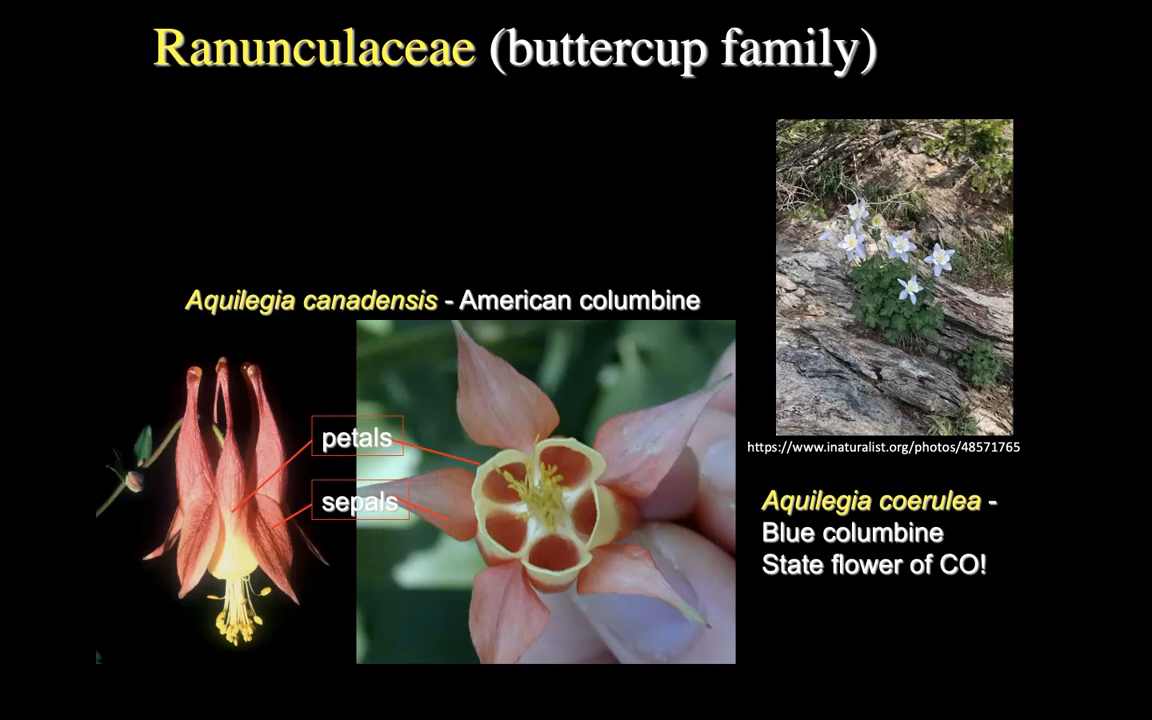 Ranunculaceae (buttercup family)
Aquilegia canadensis - American columbine
petals
sepals
https://www.inaturalist.org/photos/48571765
Aquilegia coerulea -
Blue columbine
State flower of CO!